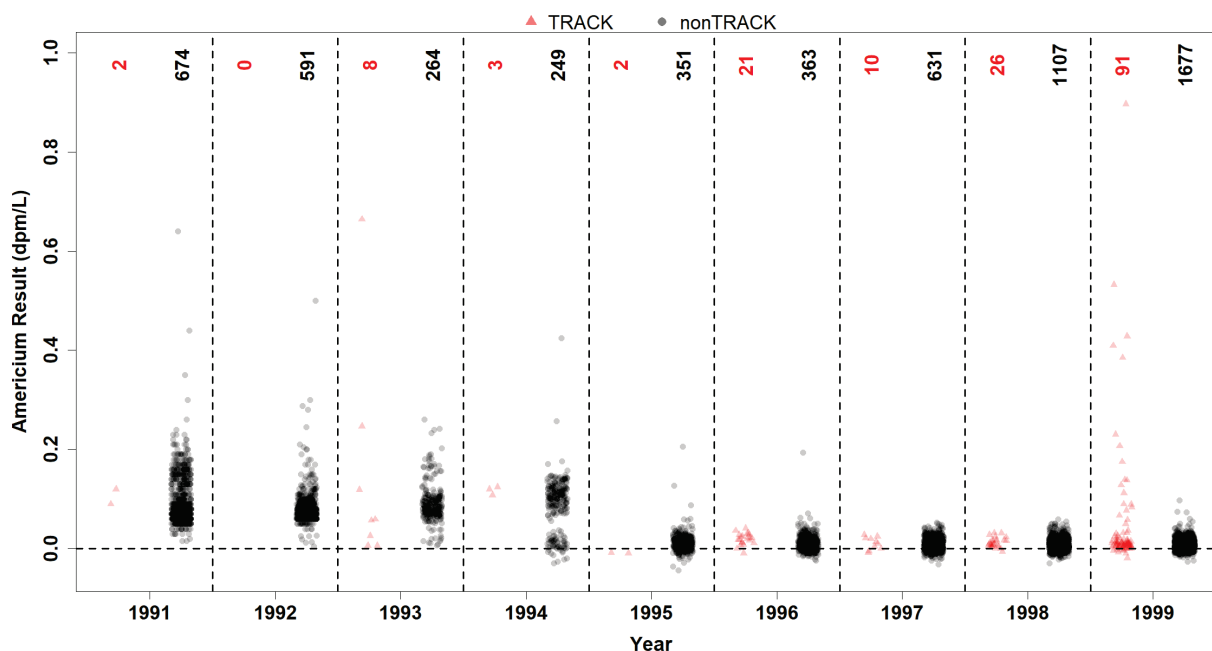 TRACK nonTRACK
2 674 0 591 8 264 3 249 2 351 21 363 10 631 26 1107 91 1677
1.0
0.8
0.6
0.4
0.2
0.0
Americium Result (dpm/L)
1991 1992 1993 1994 1995 1996 1997 1998 1999
Year